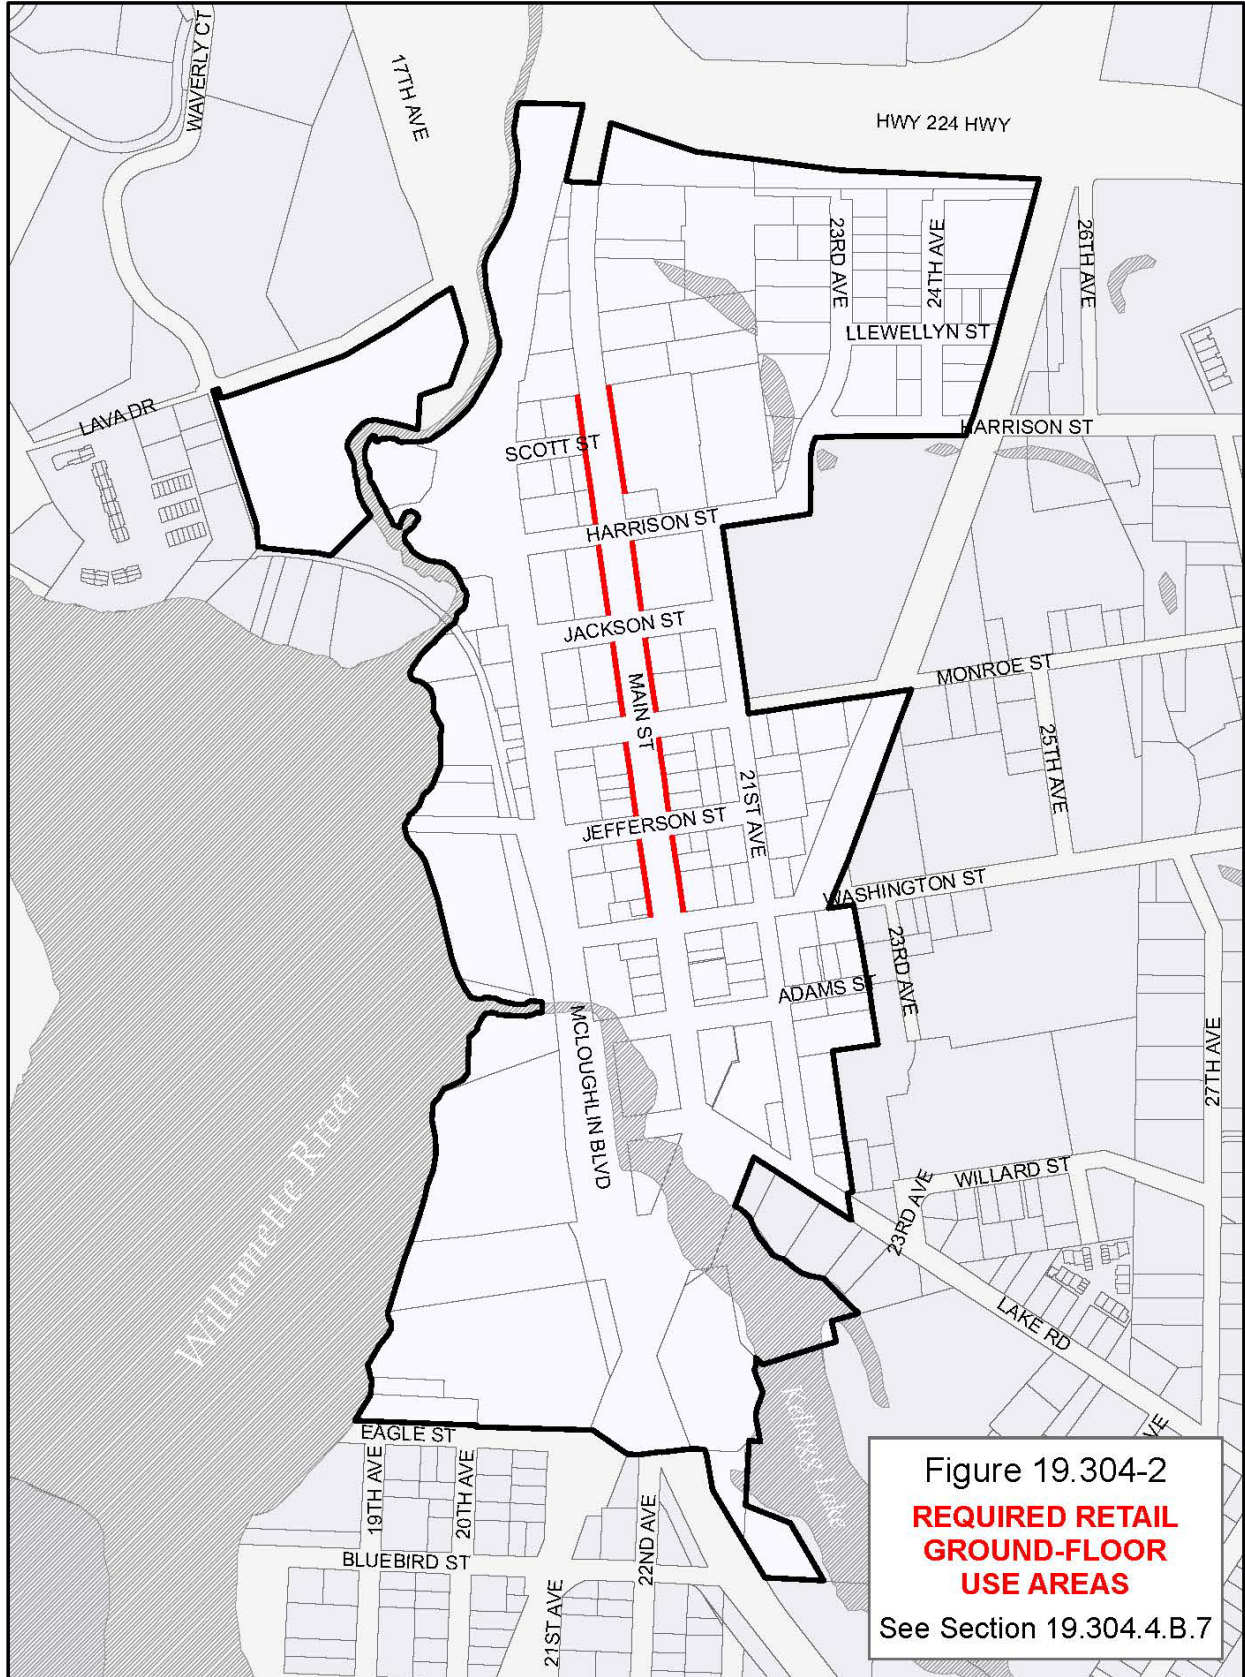 WAVERLY CT
17TH AVE
HWY 224 HWY
23RD AVE
24TH AVE
26TH AVE
LLEWELLYN ST
LAVA DR
SCOTT ST
HARRISON ST
HARRISON ST
JACKSON ST
MAIN ST
MONROE ST
25TH AVE
21ST AVE
JEFFERSON ST
WASHINGTON ST
23RD AVE
ADAMS ST
MCLOUGHLIN BLVD
27TH AVE
Willamette River
WILLARD ST
23RD AVE
LAKE RD
Kellogg Lake
EAGLE ST
19TH AVE
20TH AVE
22ND AVE
BLUEBIRD ST
21ST AVE
VE
Figure 19.304-2
REQUIRED RETAIL
GROUND-FLOOR
USE AREAS
See Section 19.304.4.B.7